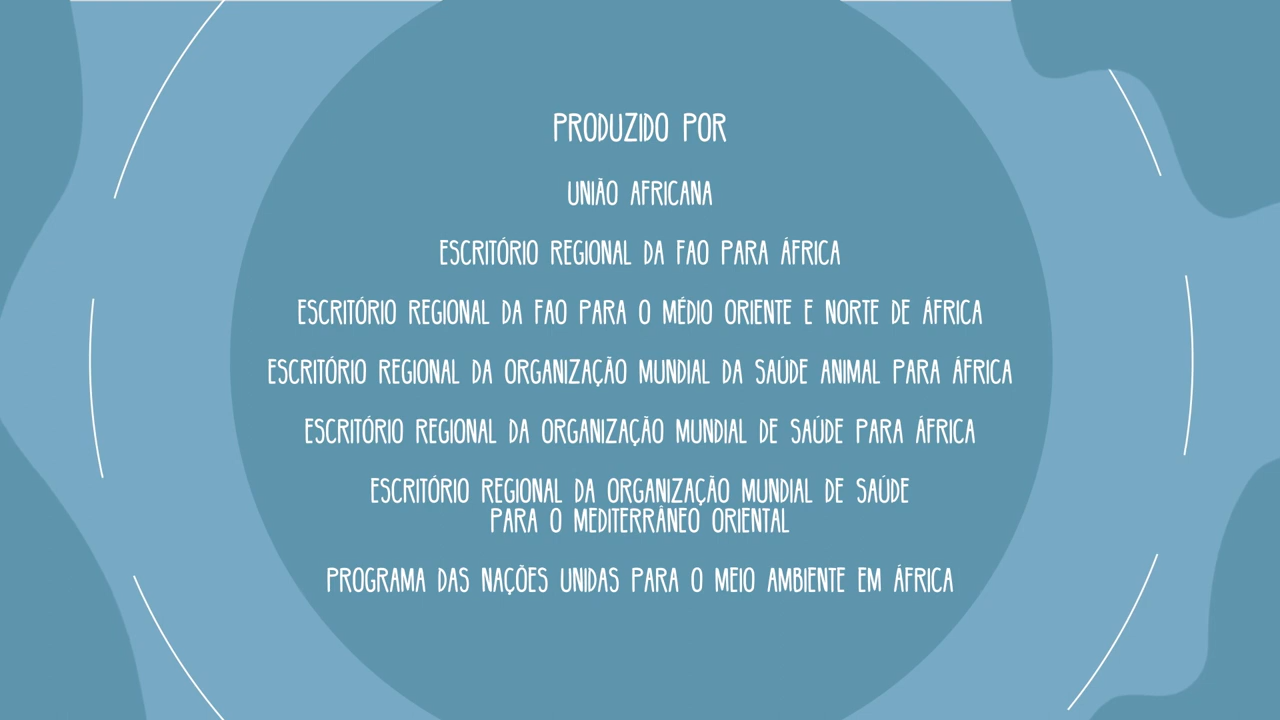 PRODUZIDO POR
UNIÃO AFRICANA
ESCRITÓRIO REGIONAL DA FAO PARA ÁFRICA
ESCRITÓRIO REGIONAL DA FAO PARA O MÉDIO ORIENTE E NORTE DE ÁFRICA
ESCRITÓRIO REGIONAL DA ORGANIZAÇÃO MUNDIAL DA SAÚDE ANIMAL PARA ÁFRICA
ESCRITÓRIO REGIONAL DA ORGANIZAÇÃO MUNDIAL DE SAÚDE PARA ÁFRICA
ESCRITÓRIO REGIONAL DA ORGANIZAÇÃO MUNDIAL DE SAÚDE
PARA O MEDITERRÂNEO ORIENTAL
PROGRAMA DAS NAÇÕES UNIDAS PARA O MEIO AMBIENTE EM ÁFRICA